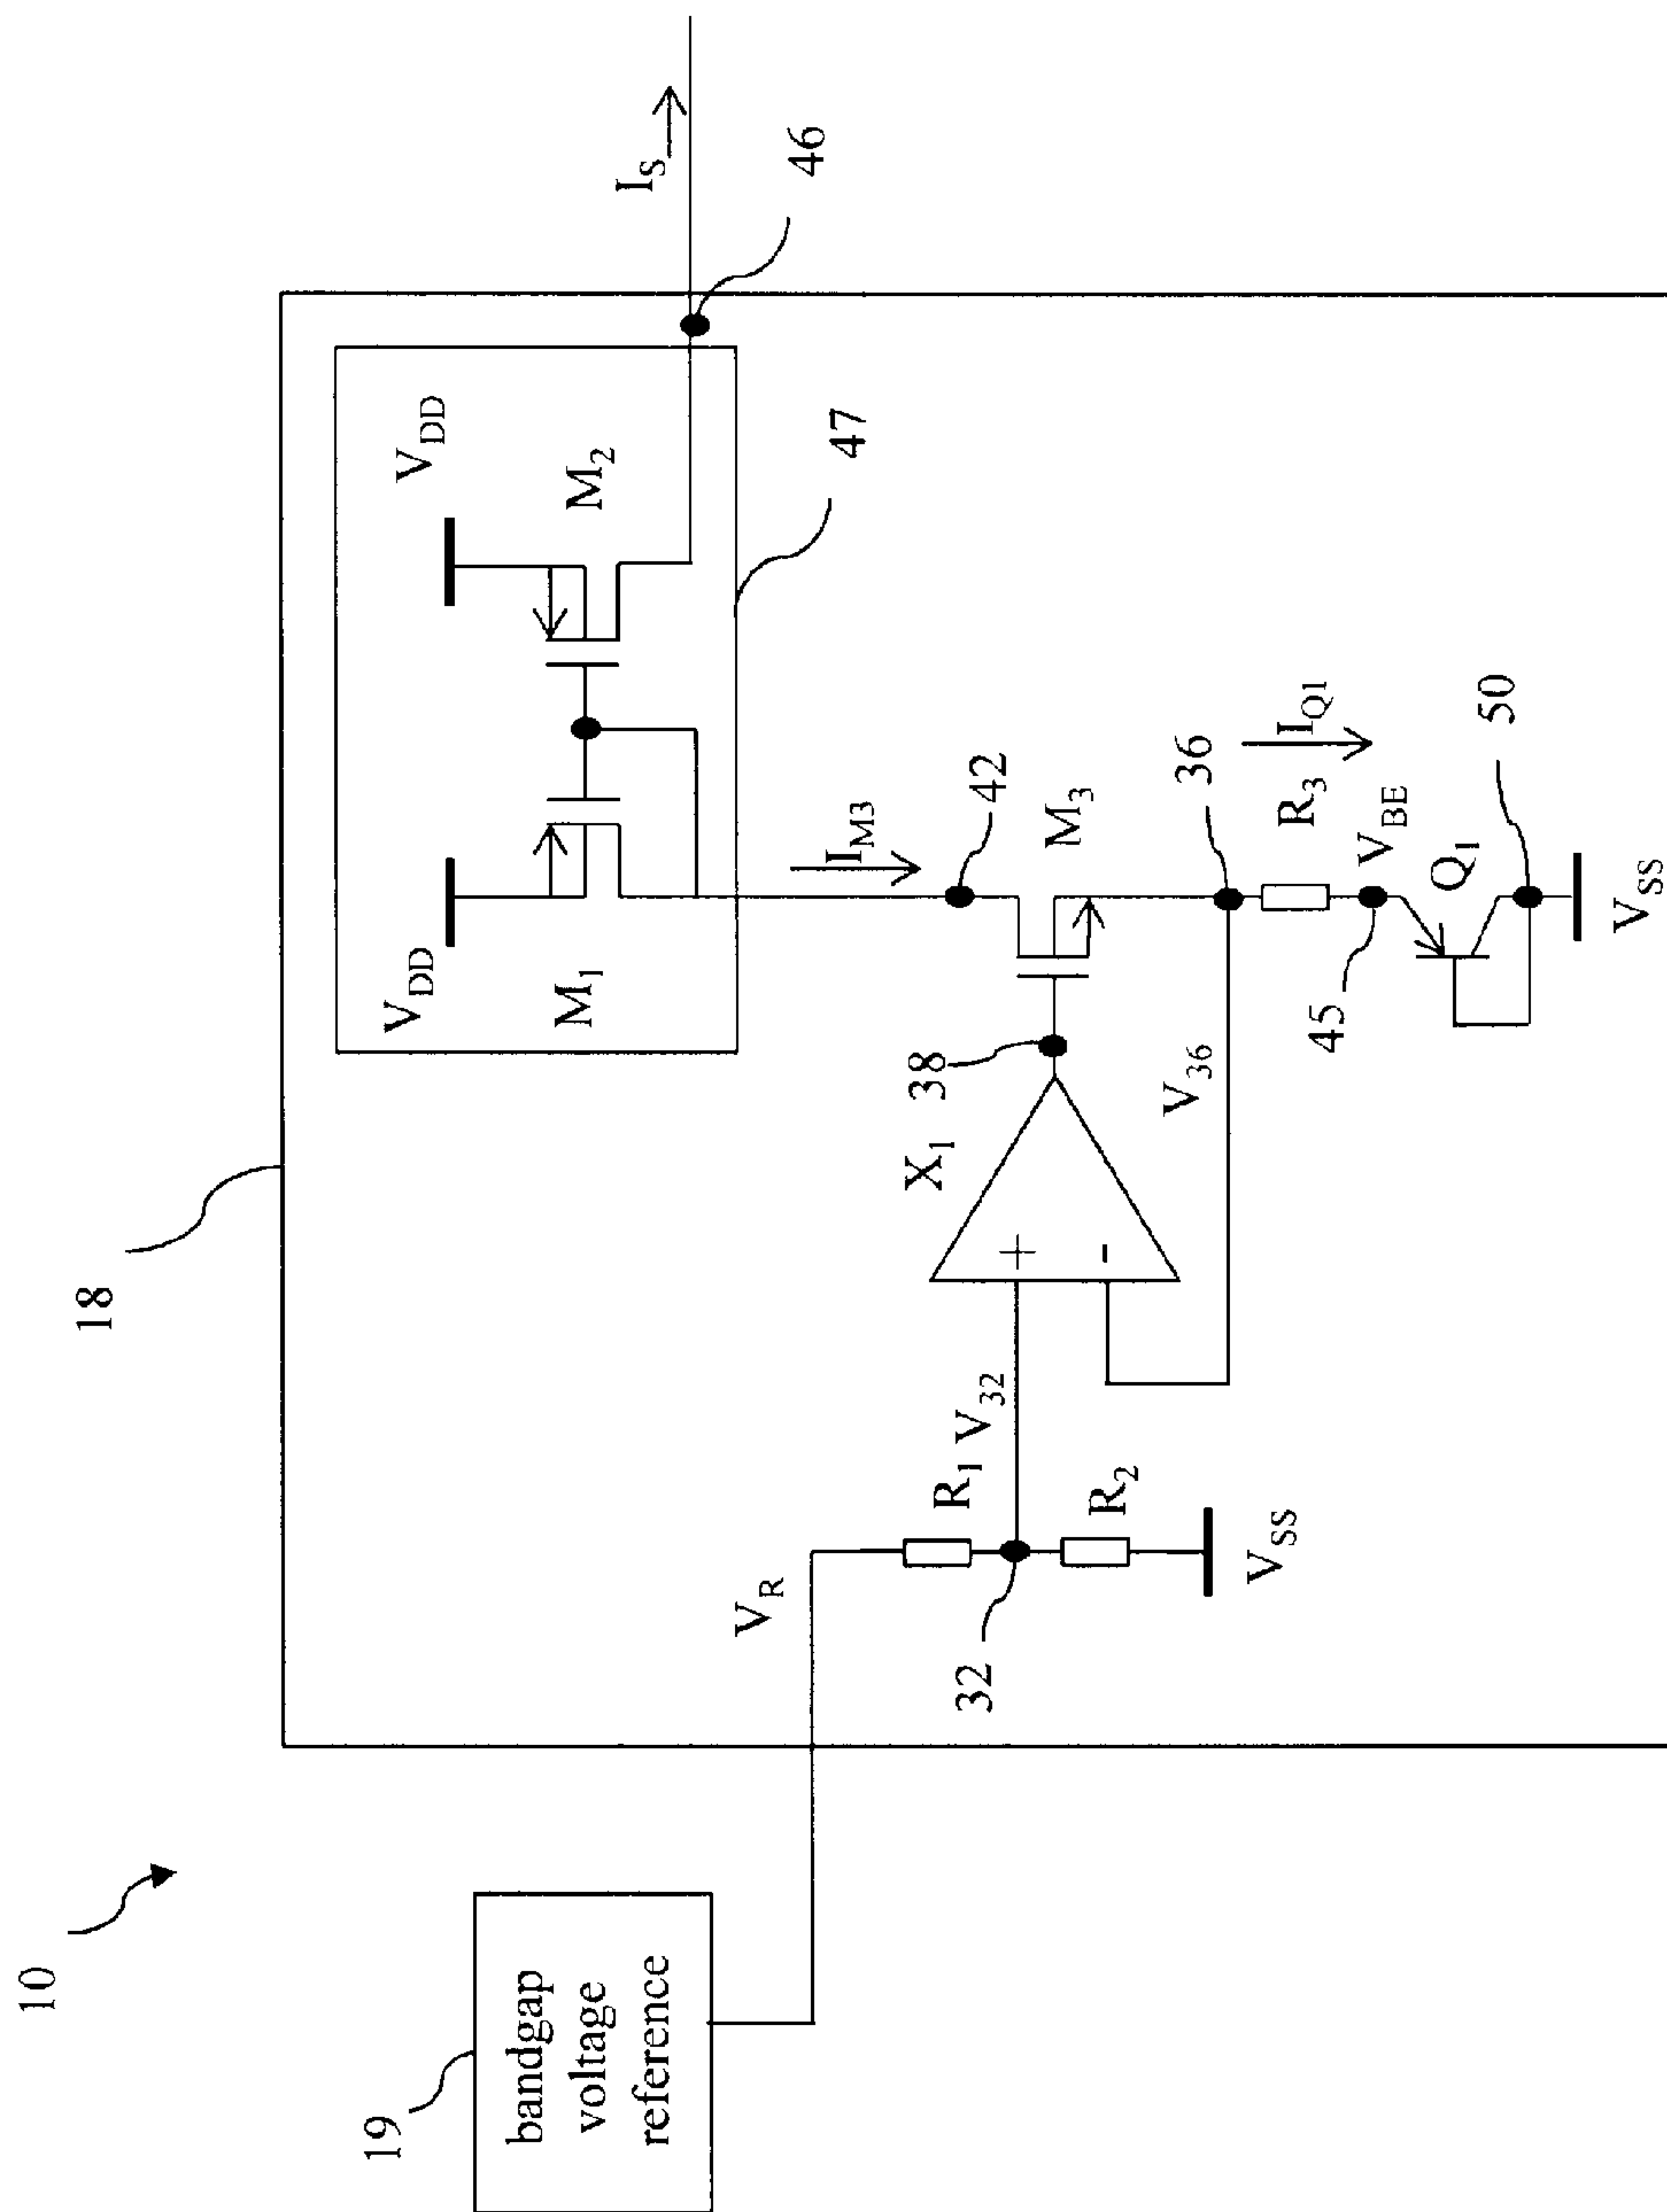 10
18
19
bandgap
voltage
reference
V_R
R_1
V_32
32
R_2
V_SS
X_1
38
V_36
V_DD
M_1
V_DD
M_2
47
I_S
46
I_M3
42
M_3
36
R_3
I_Q1
45
V_BE
Q_1
50
V_SS
+
-